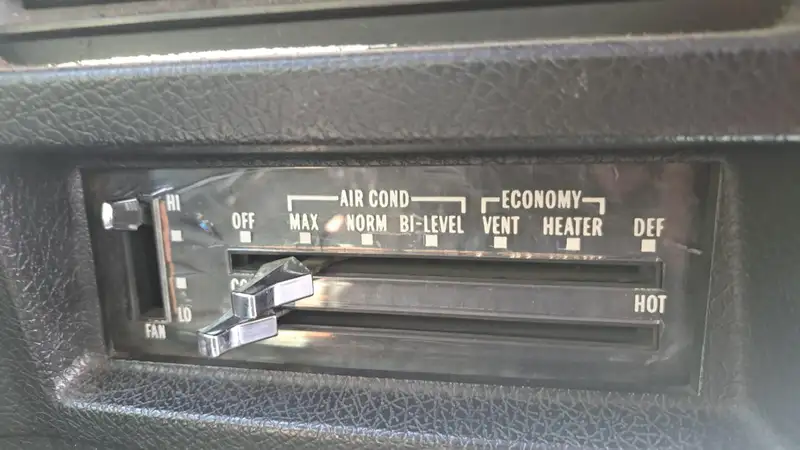 HI
AIR COND
ECONOMY
OFF MAX NORM BI-LEVEL VENT HEATER DEF
HOT
LO
FAN